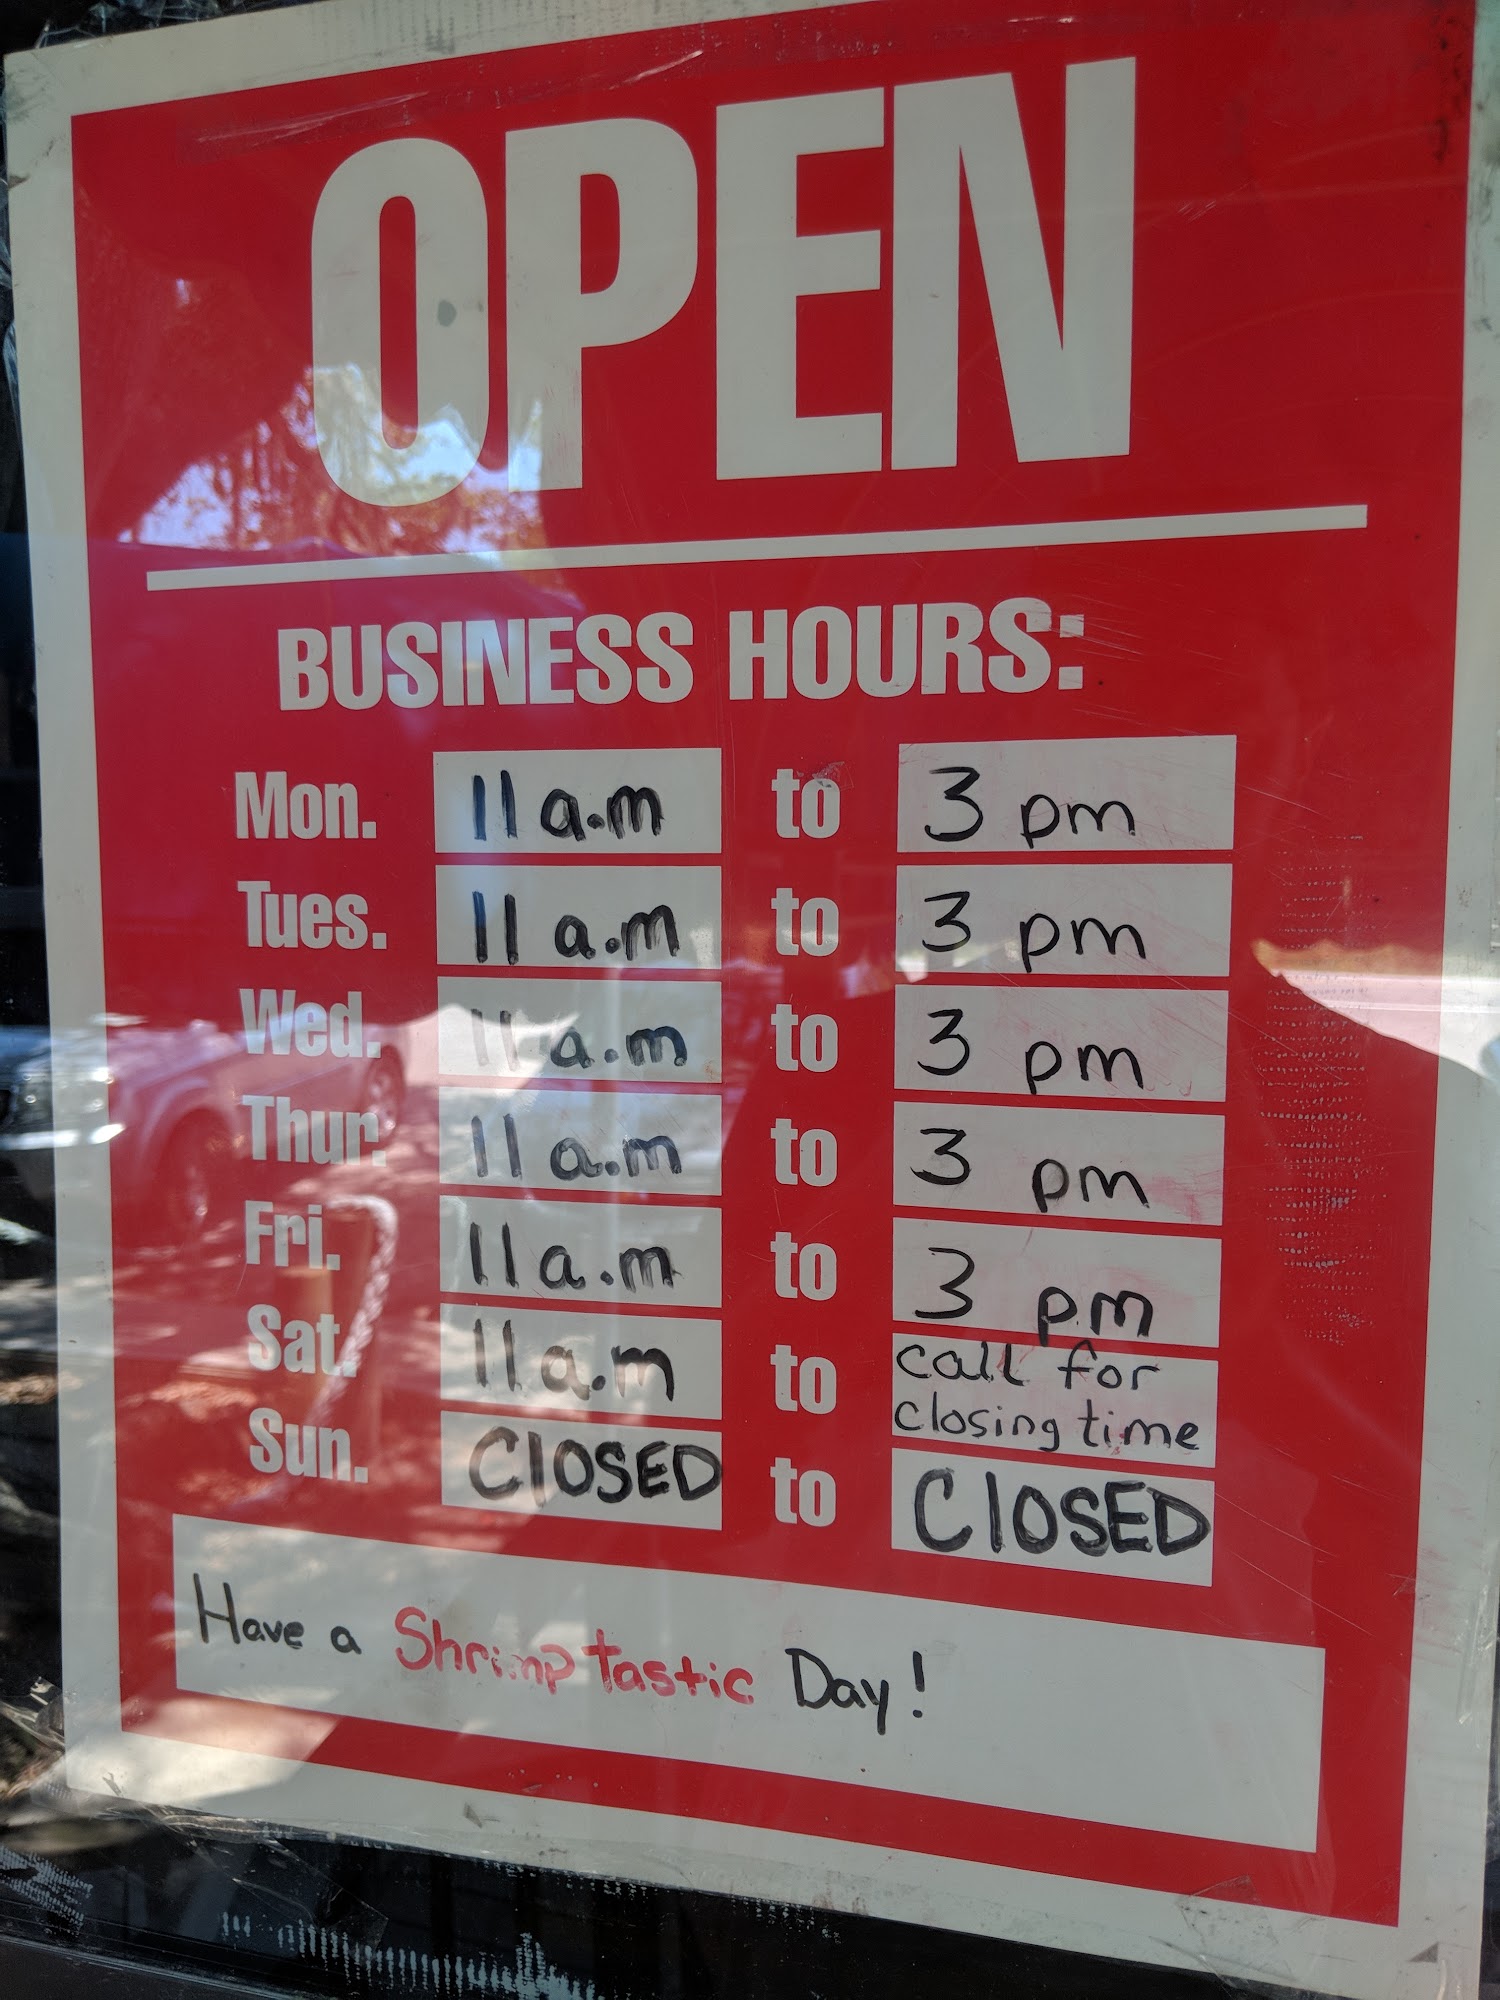 OPEN
BUSINESS HOURS:
Mon. 11 a.m to 3 pm
Tues. 11 a.m to 3 pm
Wed. 11 a.m to 3 pm
Thur. 11 a.m to 3 pm
Fri. 11 a.m to 3 pm
Sat. 11 a.m to call for
closing time
Sun. ClOSED to ClOSED
Have a Shrimptastic Day!